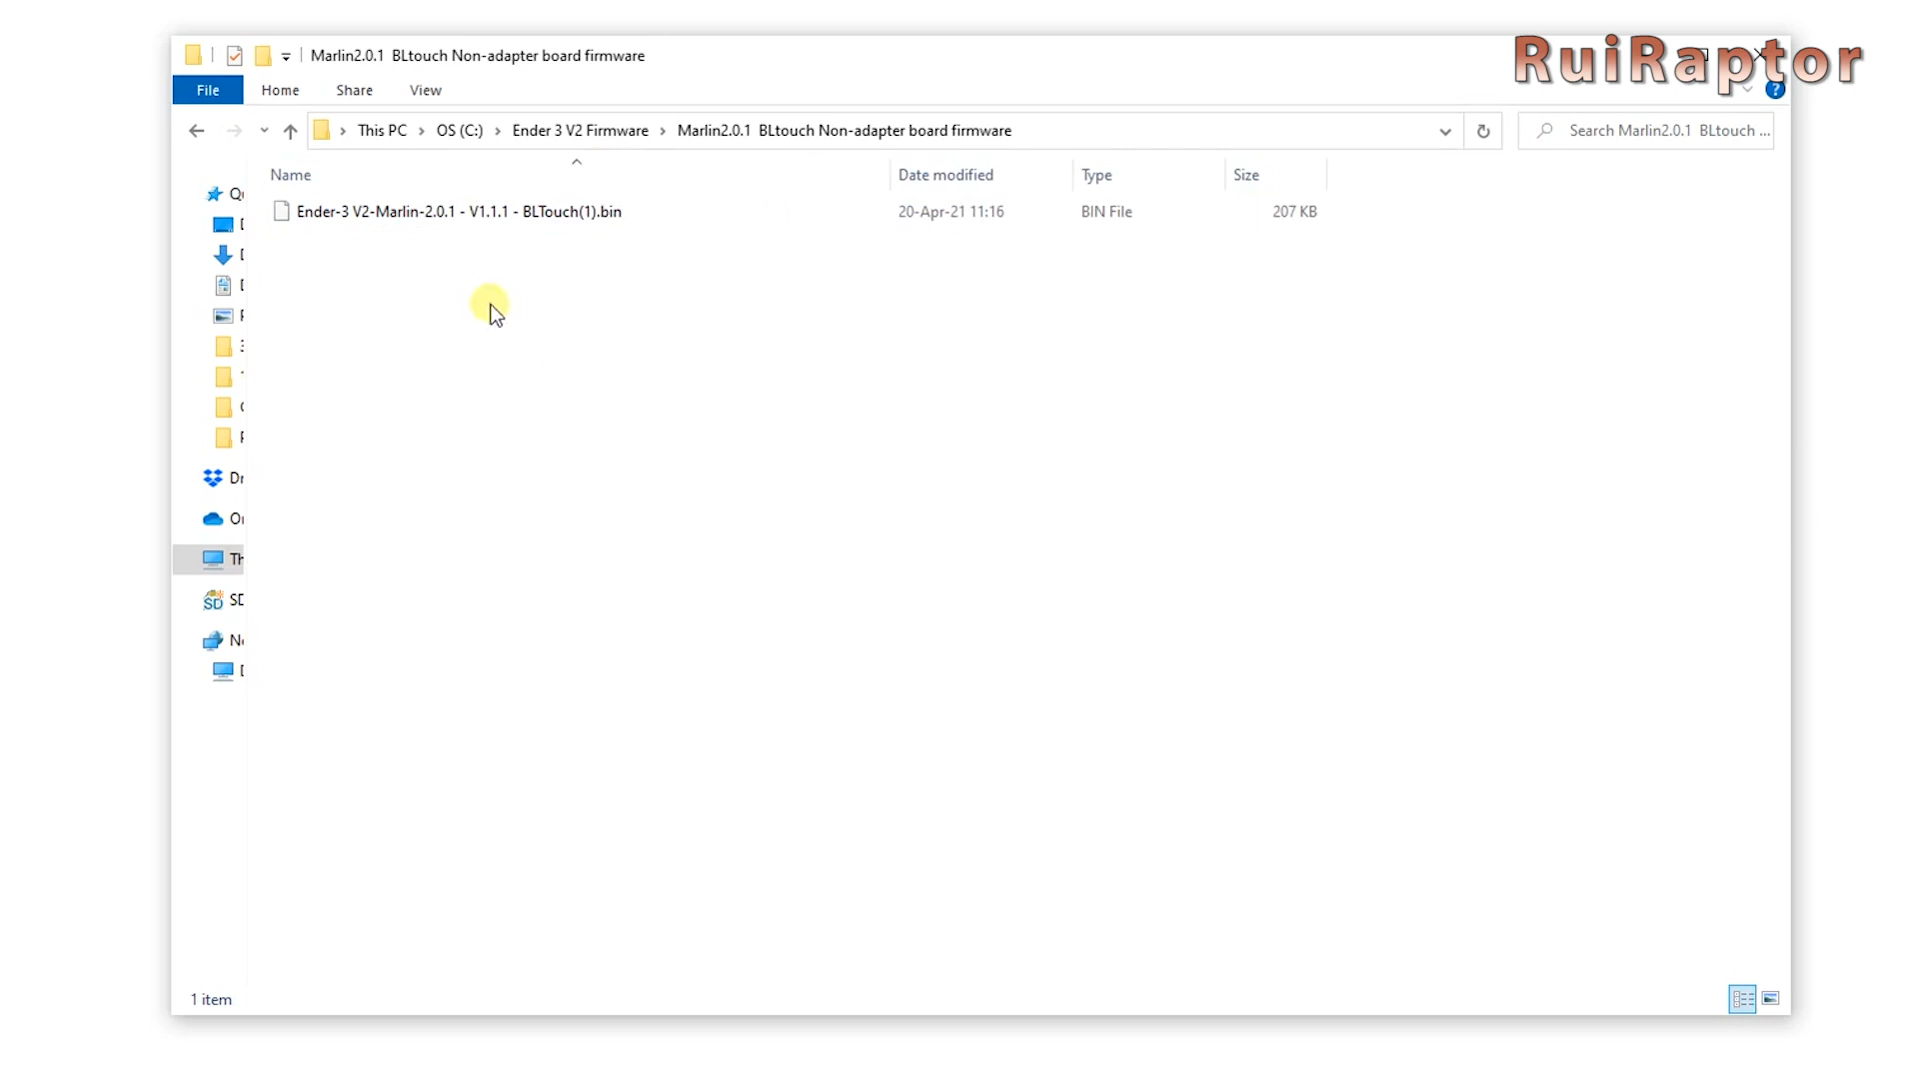 Marlin2.0.1  BLtouch Non-adapter board firmware
RuiRaptor
File Home Share View
This PC OS (C:) Ender 3 V2 Firmware Marlin2.0.1  BLtouch Non-adapter board firmware Search Marlin2.0.1  BLtouch ...
Name Date modified Type Size
Ender-3 V2-Marlin-2.0.1 - V1.1.1 - BLTouch(1).bin 20-Apr-21 11:16 BIN File 207 KB
Dr
Th
SD
1 item